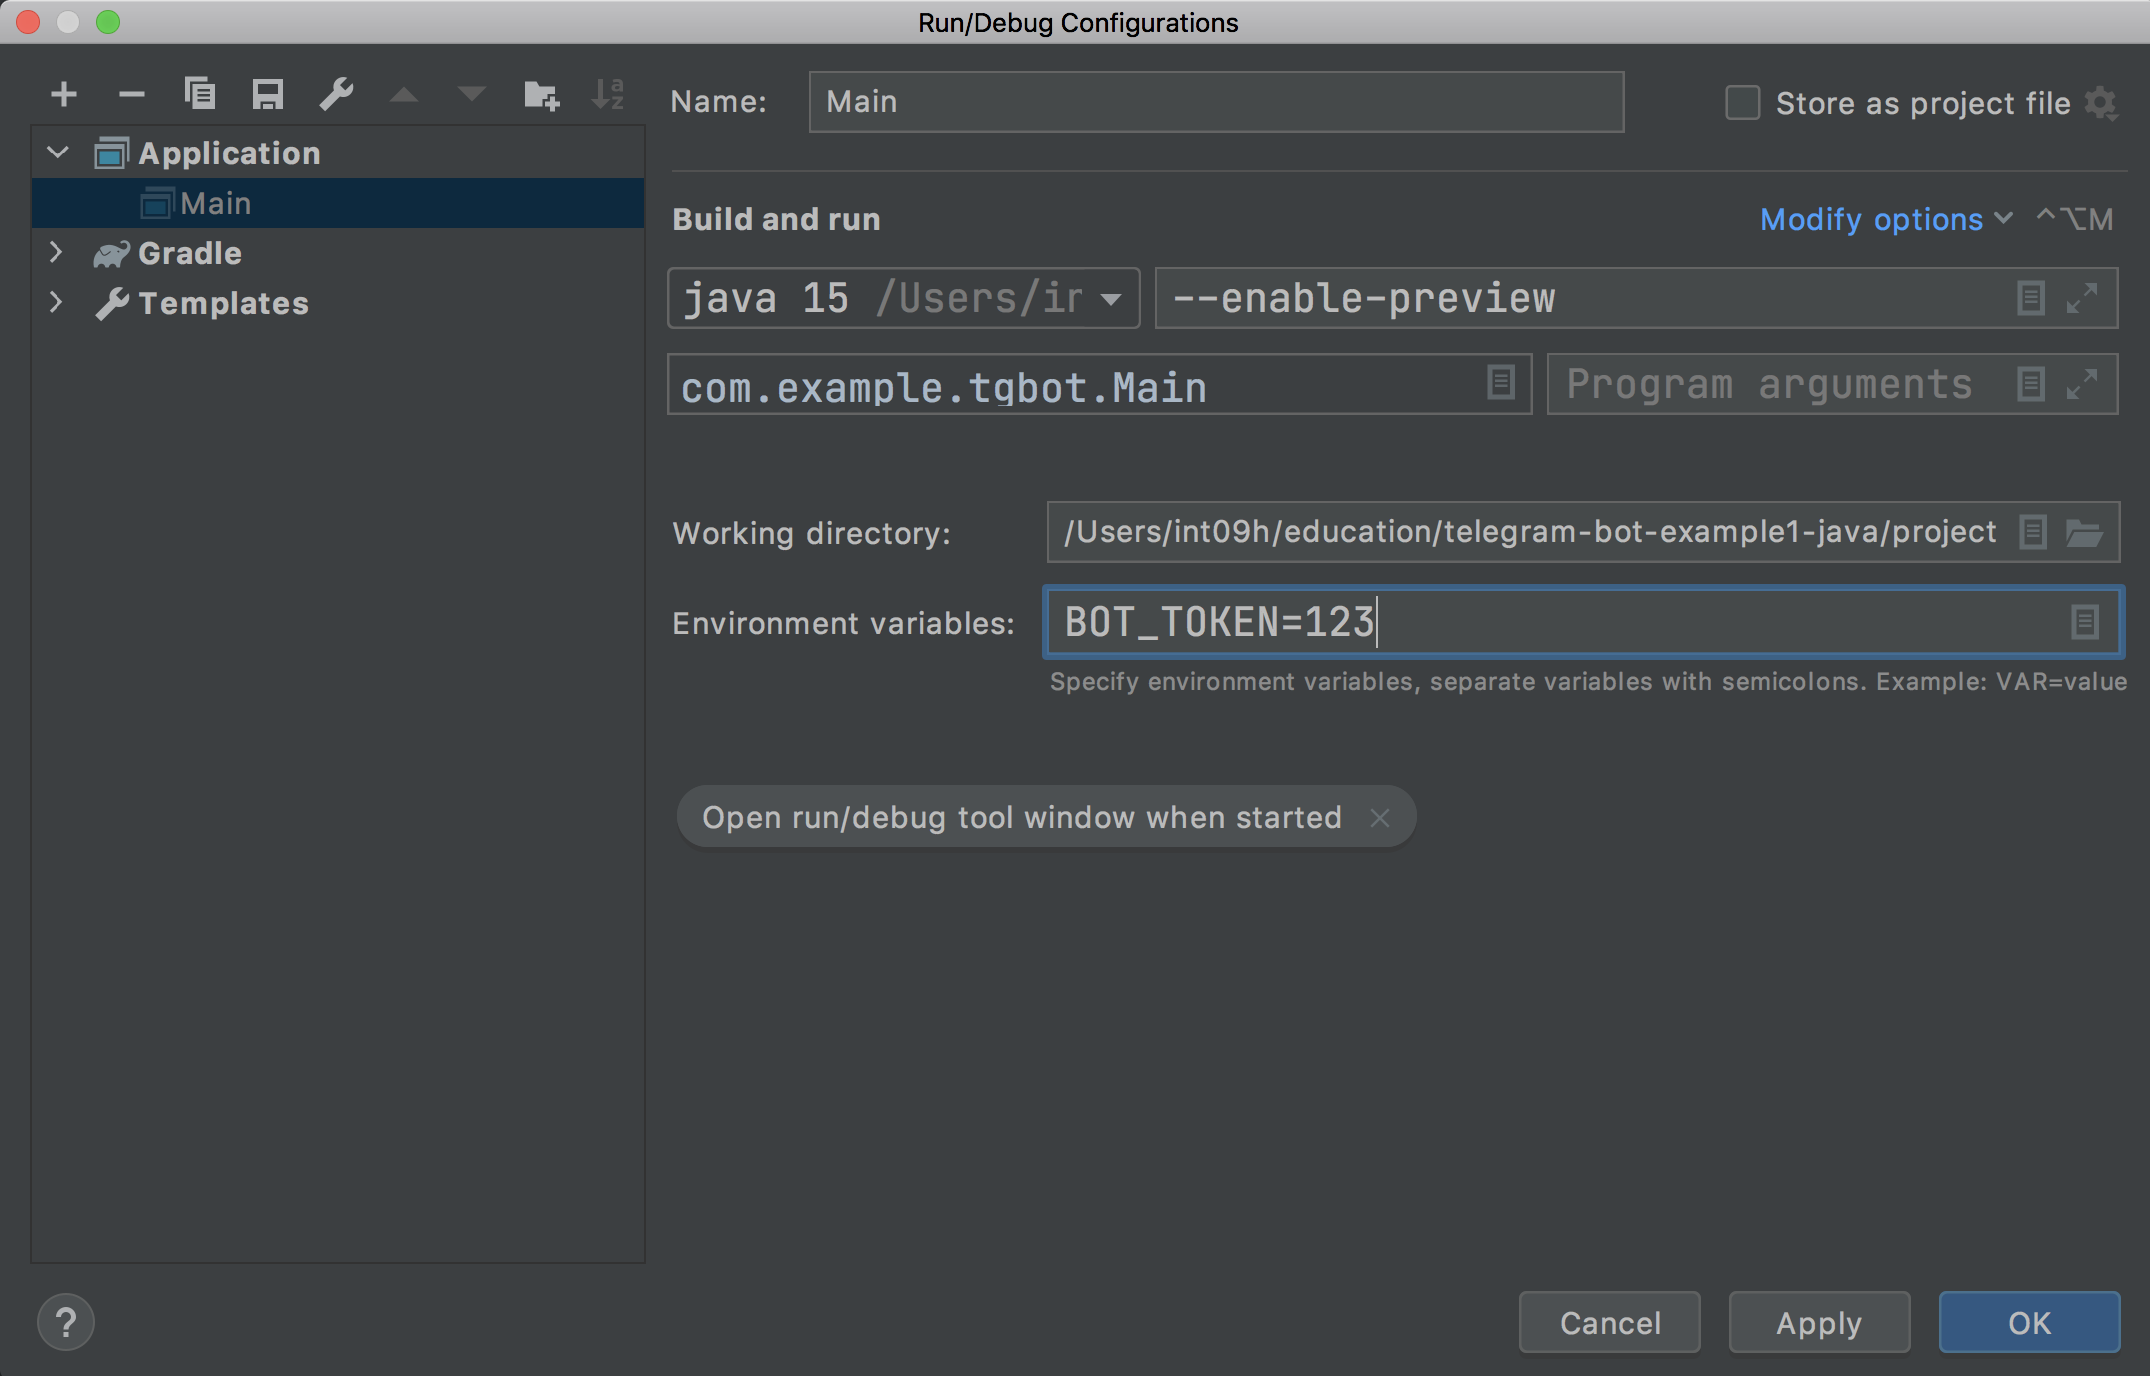 Run/Debug Configurations
Name: Main Store as project file
Application
Main
Gradle
Templates
Build and run Modify options ^⌥M
java 15 /Users/in --enable-preview
com.example.tgbot.Main Program arguments
Working directory: /Users/int09h/education/telegram-bot-example1-java/project
Environment variables: BOT_TOKEN=123
Specify environment variables, separate variables with semicolons. Example: VAR=value
Open run/debug tool window when started
? Cancel Apply OK